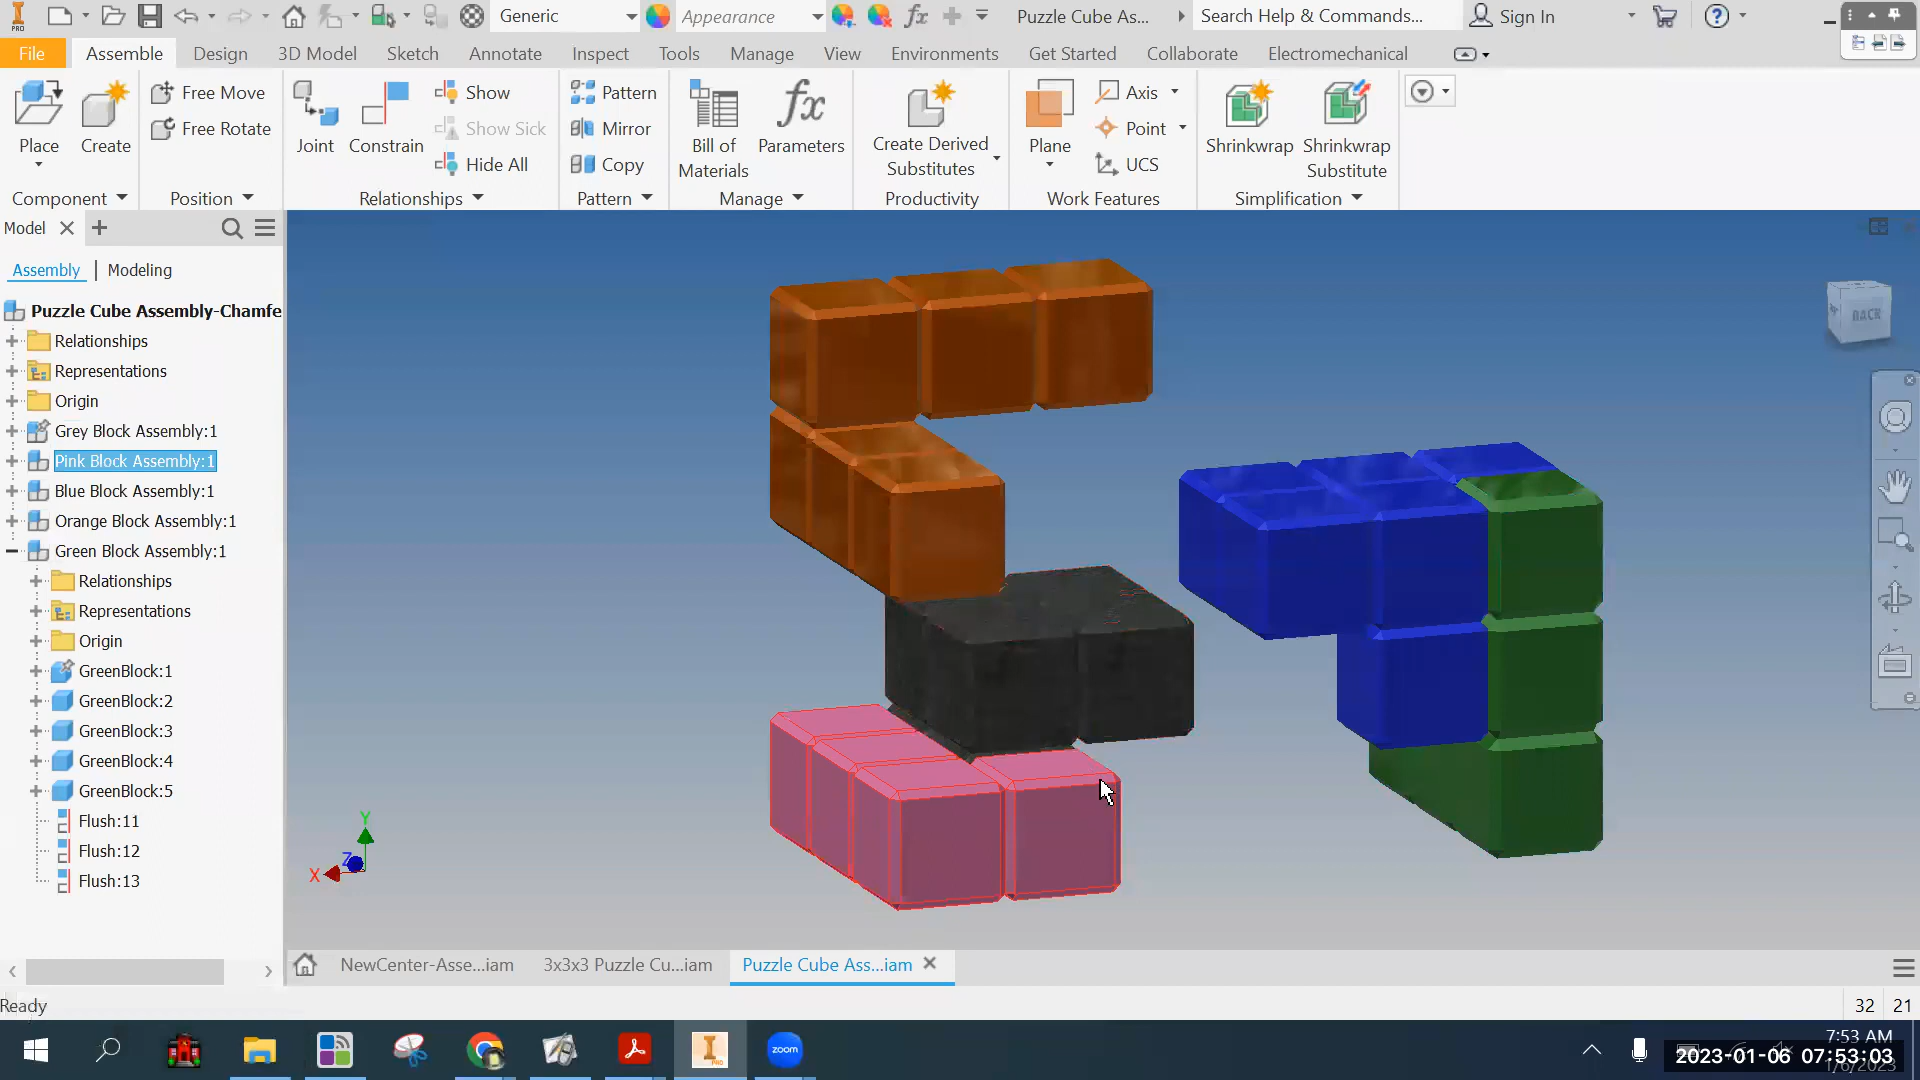 PRO
Generic
Appearance
Puzzle Cube As...
Search Help & Commands...
Sign In
File
Assemble
Design
3D Model
Sketch
Annotate
Inspect
Tools
Manage
View
Environments
Get Started
Collaborate
Electromechanical
Place
Create
Free Move
Free Rotate
Joint
Constrain
Show
Show Sick
Hide All
Pattern
Mirror
Copy
Bill of
Materials
Parameters
Create Derived
Substitutes
Plane
Axis
Point
UCS
Shrinkwrap
Shrinkwrap
Substitute
Component
Position
Relationships
Pattern
Manage
Productivity
Work Features
Simplification
Model
Assembly | Modeling
Puzzle Cube Assembly-Chamfe
Relationships
Representations
Origin
Grey Block Assembly:1
Pink Block Assembly:1
Blue Block Assembly:1
Orange Block Assembly:1
Green Block Assembly:1
Relationships
Representations
Origin
GreenBlock:1
GreenBlock:2
GreenBlock:3
GreenBlock:4
GreenBlock:5
Flush:11
Flush:12
Flush:13
BACK
Y
Z
X
NewCenter-Asse...iam
3x3x3 Puzzle Cu...iam
Puzzle Cube Ass...iam
Ready
32 21
zoom
7:53 AM
2023-01-06 07:53:03
1/6/2023